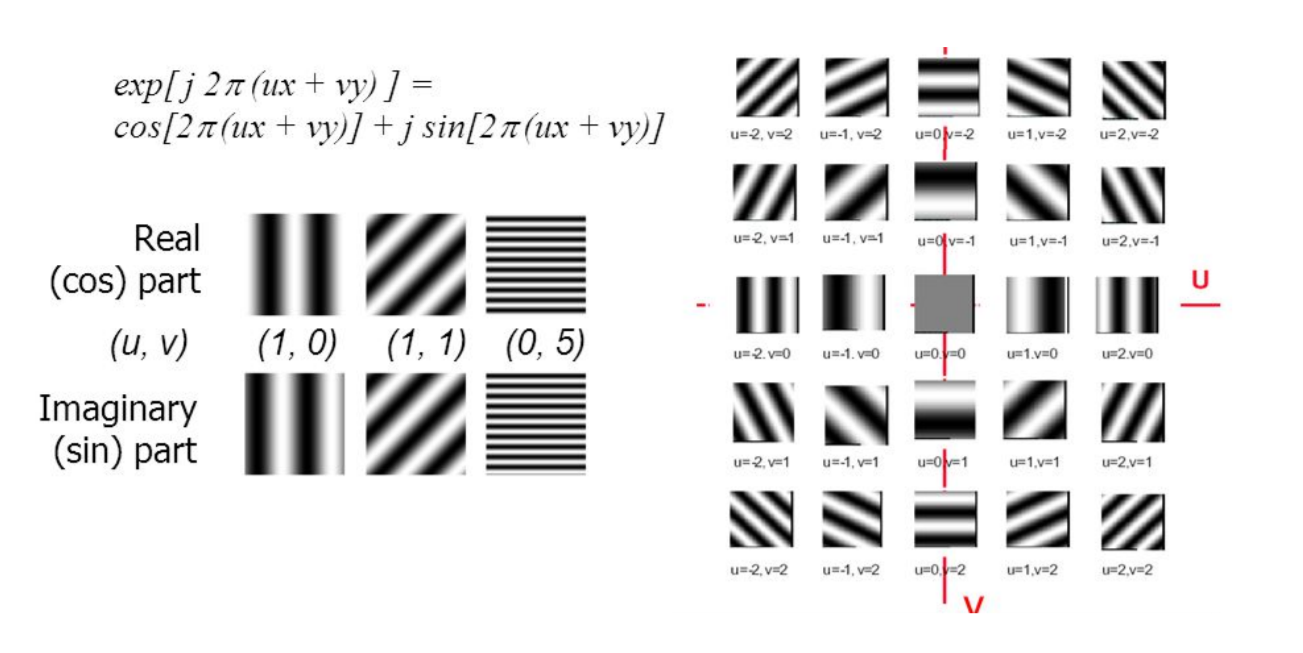 exp[ j 2π(ux + vy) ] =
cos[2π(ux + vy)] + j sin[2π(ux + vy)]
Real
(cos) part
(u, v) (1, 0) (1, 1) (0, 5)
Imaginary
(sin) part
u=-2, v=-2 u=-1, v=-2 u=0,v=-2 u=1,v=-2 u=2,v=-2
u=-2, v=-1 u=-1, v=-1 u=0,v=-1 u=1,v=-1 u=2,v=-1
U
u=-2, v=0 u=-1, v=0 u=0,v=0 u=1,v=0 u=2,v=0
u=-2, v=1 u=-1, v=1 u=0,v=1 u=1,v=1 u=2,v=1
u=-2, v=2 u=-1, v=2 u=0,v=2 u=1,v=2 u=2,v=2
V